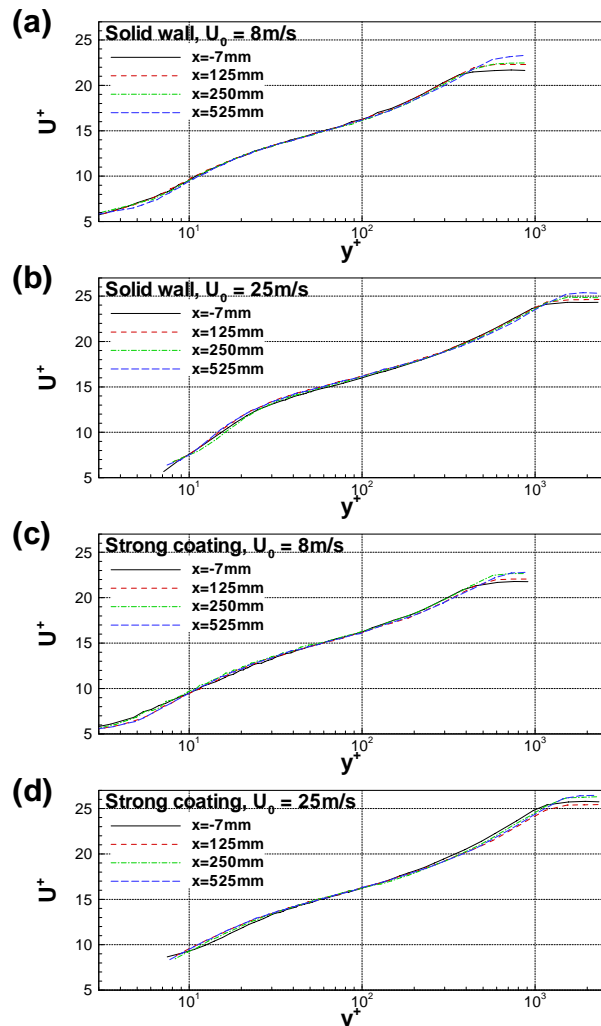 (a)
Solid wall, U₀ = 8m/s
x=-7mm
x=125mm
x=250mm
x=525mm
25
20
15
10
5
U⁺
10¹ 10² 10³
y⁺
(b)
Solid wall, U₀ = 25m/s
x=-7mm
x=125mm
x=250mm
x=525mm
25
20
15
10
5
U⁺
10¹ 10² 10³
y⁺
(c)
Strong coating, U₀ = 8m/s
x=-7mm
x=125mm
x=250mm
x=525mm
25
20
15
10
5
U⁺
10¹ 10² 10³
y⁺
(d)
Strong coating, U₀ = 25m/s
x=-7mm
x=125mm
x=250mm
x=525mm
25
20
15
10
5
U⁺
10¹ 10² 10³
y⁺